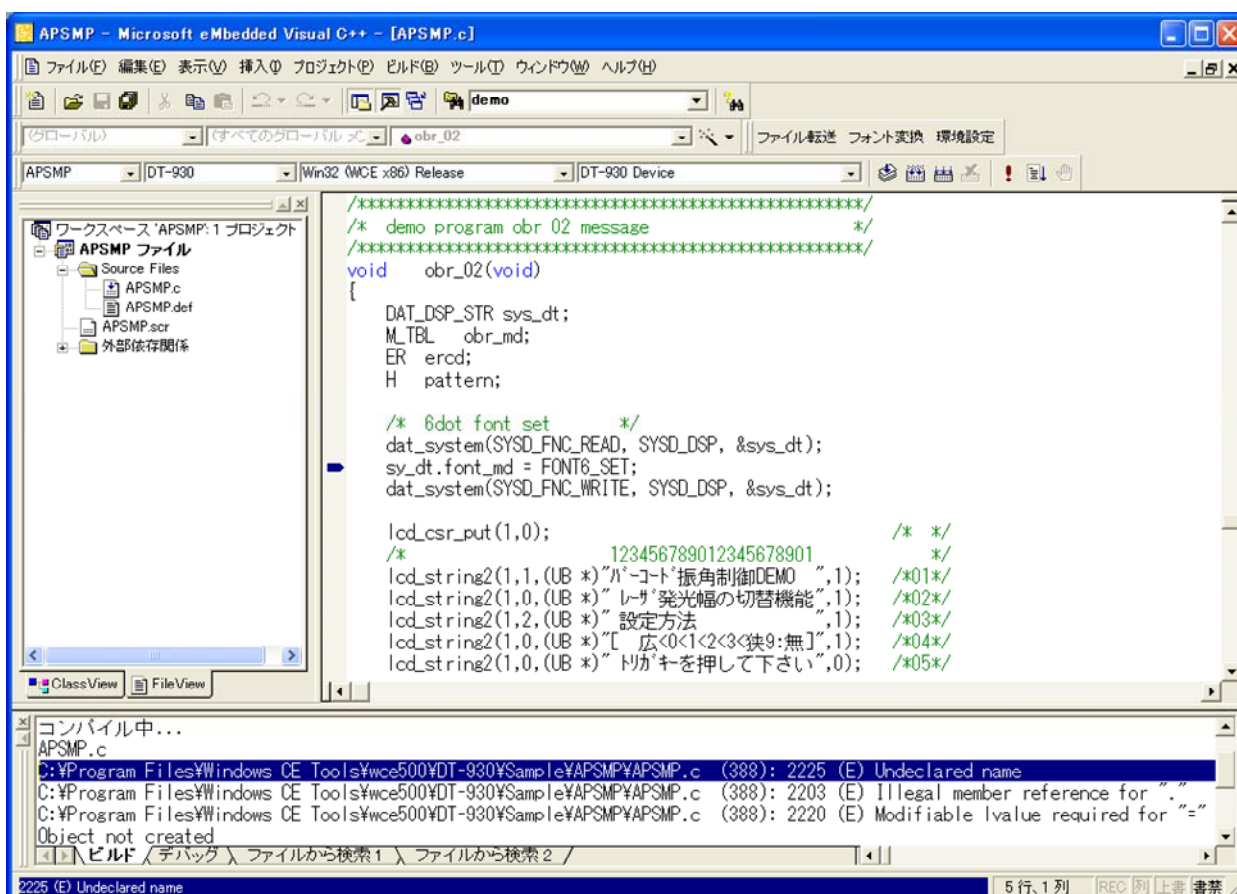 APSMP - Microsoft eMbedded Visual C++ - [APSMP.c]
ファイル(F) 編集(E) 表示(V) 挿入(I) プロジェクト(P) ビルド(B) ツール(T) ウィンドウ(W) ヘルプ(H)
demo
(グローバル) (すべてのグローバル メニ obr_02 ファイル転送 フォント変換 環境設定
APSMP DT-930 Win32 (WCE x86) Release DT-930 Device
ワークスペース 'APSMP': 1 プロジェクト
APSMP ファイル
Source Files
APSMP.c
APSMP.def
APSMP.scr
外部依存関係
ClassView FileView
/****************************************************/
/* demo program obr 02 message */
/****************************************************/
void obr_02(void)
{
DAT_DSP_STR sys_dt;
M_TBL obr_md;
ER ercd;
H pattern;
/* 6dot font set */
dat_system(SYSD_FNC_READ, SYSD_DSP, &sys_dt);
sy_dt.font_md = FONT6_SET;
dat_system(SYSD_FNC_WRITE, SYSD_DSP, &sys_dt);
lcd_csr_put(1,0); /* */
/* 123456789012345678901 */
lcd_string2(1,1,(UB *)"ﾊﾞｰｺｰﾄﾞ振角制御DEMO ",1); /*01*/
lcd_string2(1,0,(UB *)" ﾚｰｻﾞ発光幅の切替機能",1); /*02*/
lcd_string2(1,2,(UB *)" 設定方法 ",1); /*03*/
lcd_string2(1,0,(UB *)"[ 広<0<1<2<3<狭9:無]",1); /*04*/
lcd_string2(1,0,(UB *)" ﾄﾘｶﾞｷｰを押して下さい",0); /*05*/
コンパイル中...
APSMP.c
C:¥Program Files¥Windows CE Tools¥wce500¥DT-930¥Sample¥APSMP¥APSMP.c (388): 2225 (E) Undeclared name
C:¥Program Files¥Windows CE Tools¥wce500¥DT-930¥Sample¥APSMP¥APSMP.c (388): 2203 (E) Illegal member reference for "."
C:¥Program Files¥Windows CE Tools¥wce500¥DT-930¥Sample¥APSMP¥APSMP.c (388): 2220 (E) Modifiable lvalue required for "="
Object not created
ビルド デバッグ ファイルから検索1 ファイルから検索2
2225 (E) Undeclared name 5 行、1 列 REC 列 上書 書禁